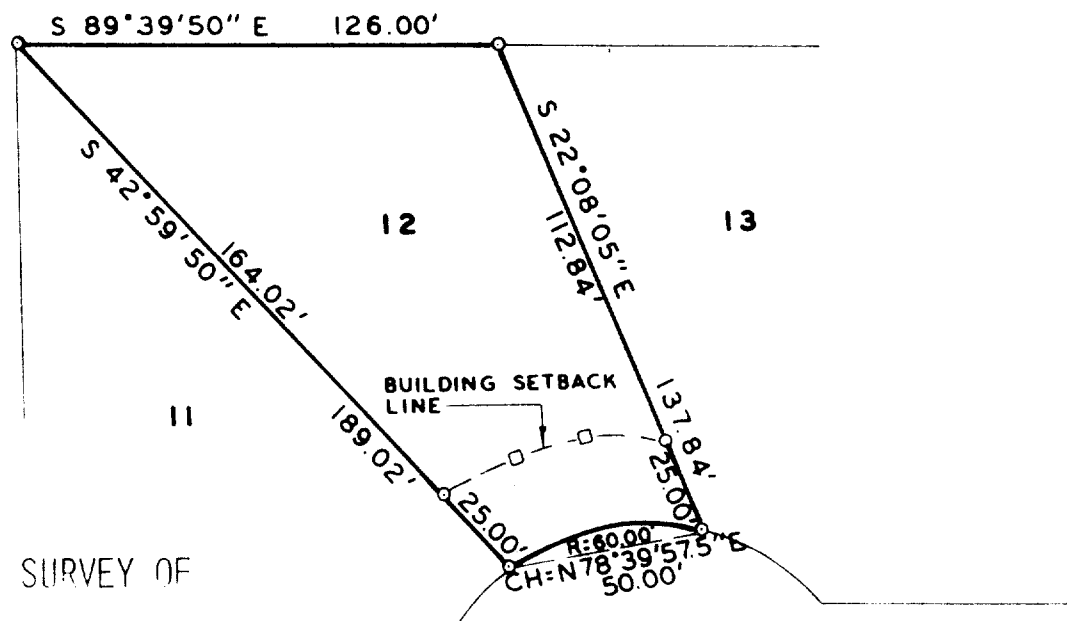 S 89°39'50" E 126.00'
S 22°08'05" E
112.84'
12
13
S 42°59'50" E
164.02'
BUILDING SETBACK
LINE
11
137.84'
189.02'
25.00'
25.00'
R=60.00'
CH=N78°39'57.5"E
50.00'
SURVEY OF